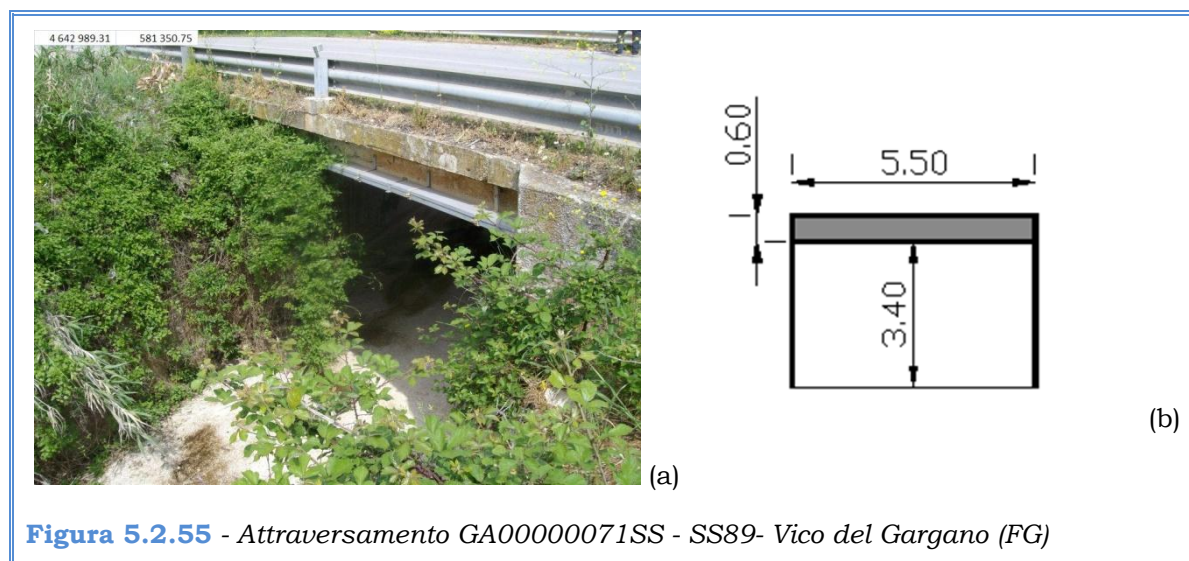 4 642 989.31 581 350.75
0.60
5.50
3.40
(a)
(b)
Figura 5.2.55 - Attraversamento GA00000071SS - SS89- Vico del Gargano (FG)